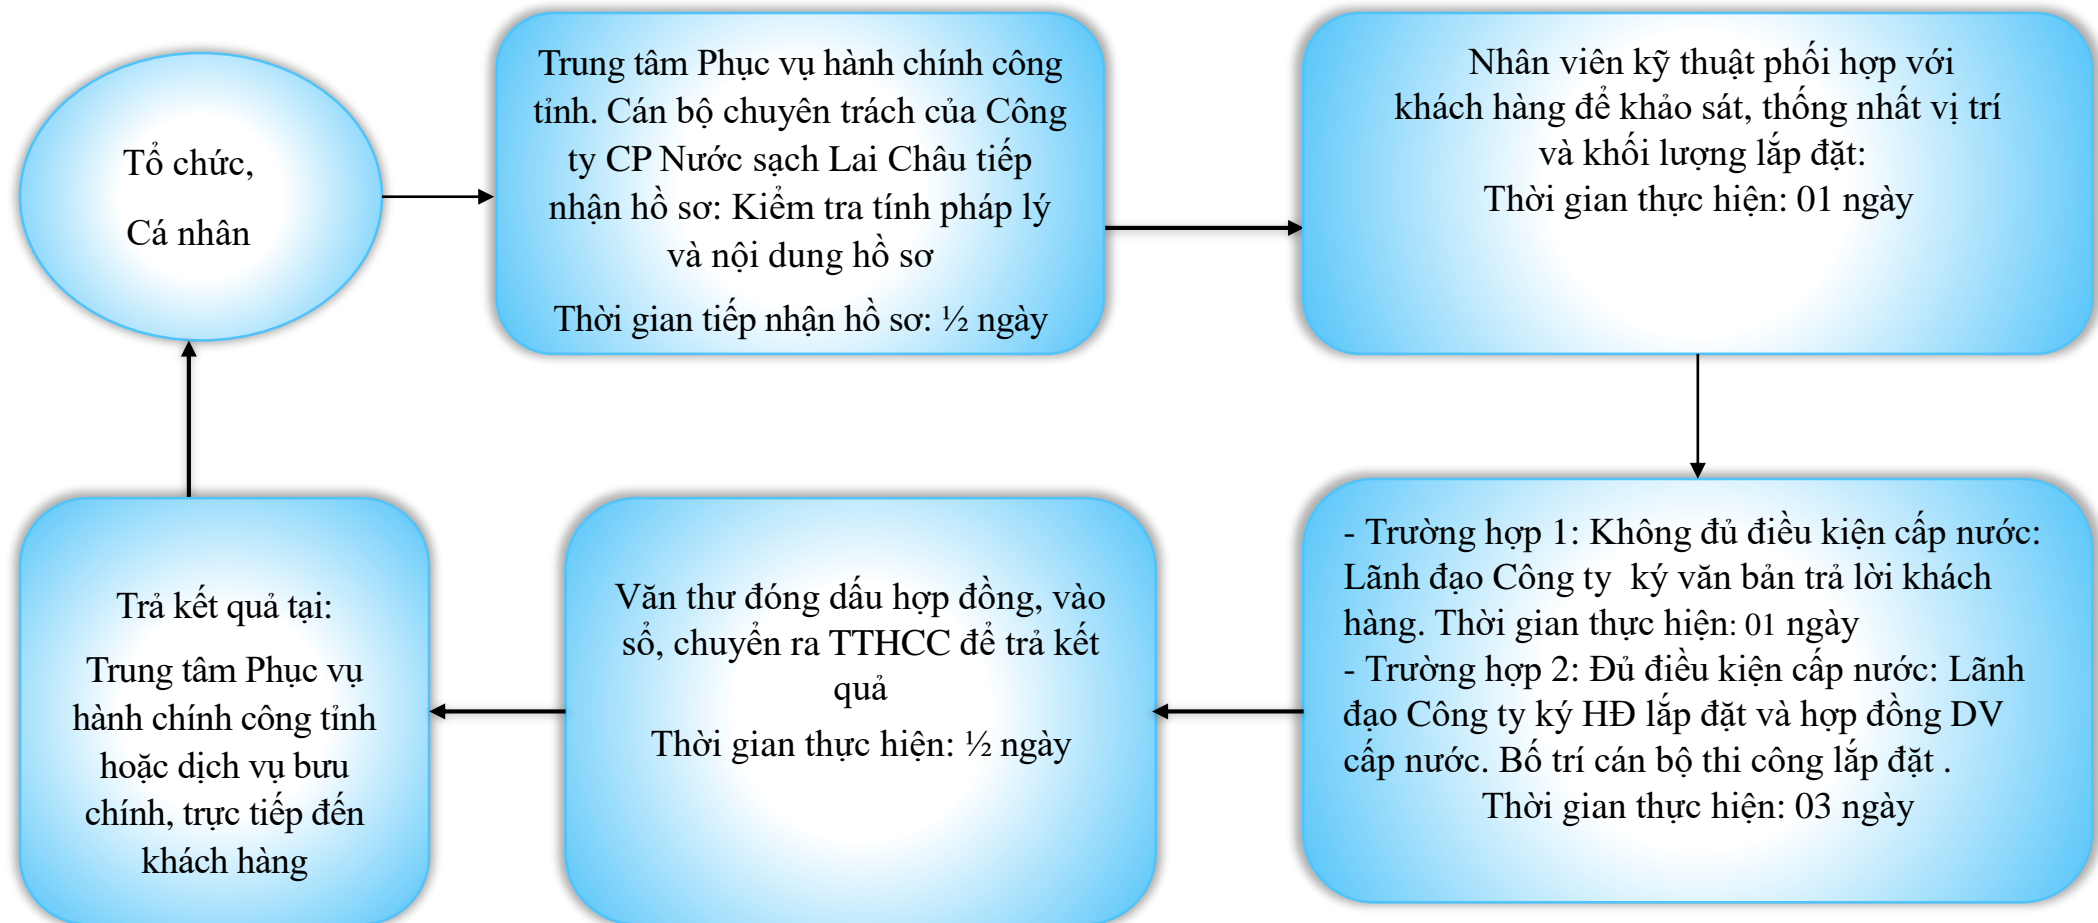 Tổ chức,
Cá nhân
Trung tâm Phục vụ hành chính công
tỉnh. Cán bộ chuyên trách của Công
ty CP Nước sạch Lai Châu tiếp
nhận hồ sơ: Kiểm tra tính pháp lý
và nội dung hồ sơ
Thời gian tiếp nhận hồ sơ: ½ ngày
Nhân viên kỹ thuật phối hợp với
khách hàng để khảo sát, thống nhất vị trí
và khối lượng lắp đặt:
Thời gian thực hiện: 01 ngày
- Trường hợp 1: Không đủ điều kiện cấp nước:
Lãnh đạo Công ty ký văn bản trả lời khách
hàng. Thời gian thực hiện: 01 ngày
- Trường hợp 2: Đủ điều kiện cấp nước: Lãnh
đạo Công ty ký HĐ lắp đặt và hợp đồng DV
cấp nước. Bố trí cán bộ thi công lắp đặt .
Thời gian thực hiện: 03 ngày
Văn thư đóng dấu hợp đồng, vào
sổ, chuyển ra TTHCC để trả kết
quả
Thời gian thực hiện: ½ ngày
Trả kết quả tại:
Trung tâm Phục vụ
hành chính công tỉnh
hoặc dịch vụ bưu
chính, trực tiếp đến
khách hàng